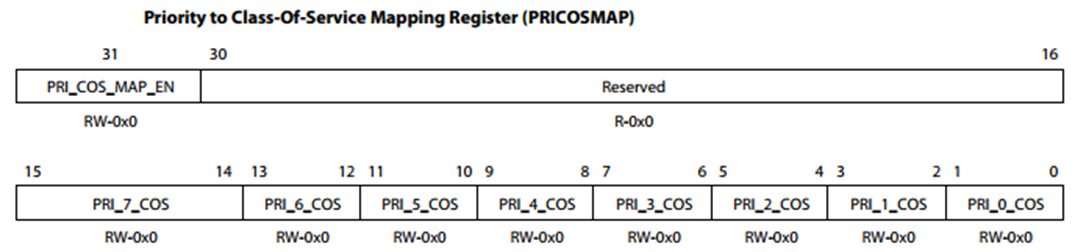 Priority to Class-Of-Service Mapping Register (PRICOSMAP)
31 30 16
PRI_COS_MAP_EN Reserved
RW-0x0 R-0x0
15 14 13 12 11 10 9 8 7 6 5 4 3 2 1 0
PRI_7_COS PRI_6_COS PRI_5_COS PRI_4_COS PRI_3_COS PRI_2_COS PRI_1_COS PRI_0_COS
RW-0x0 RW-0x0 RW-0x0 RW-0x0 RW-0x0 RW-0x0 RW-0x0 RW-0x0